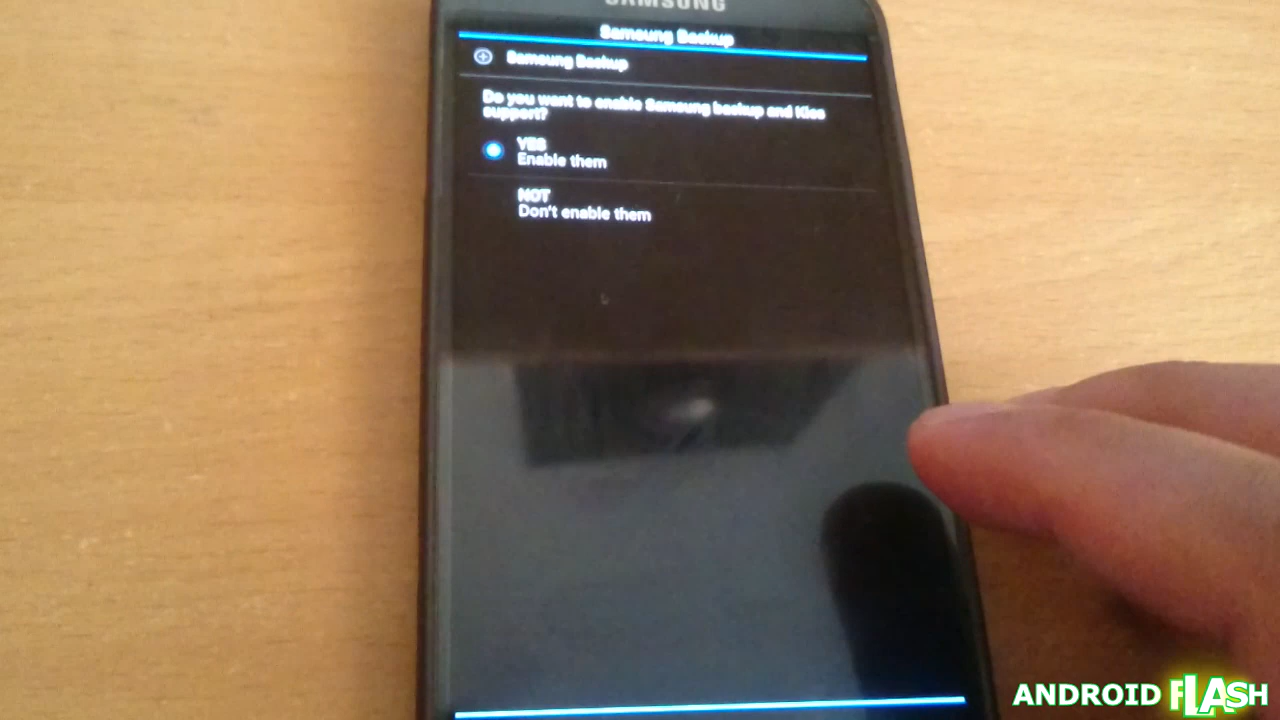 SAMSUNG
Samsung Backup
Samsung Backup
Do you want to enable Samsung backup and Kies
support?
YES
Enable them
NOT
Don't enable them
ANDROID FLASH